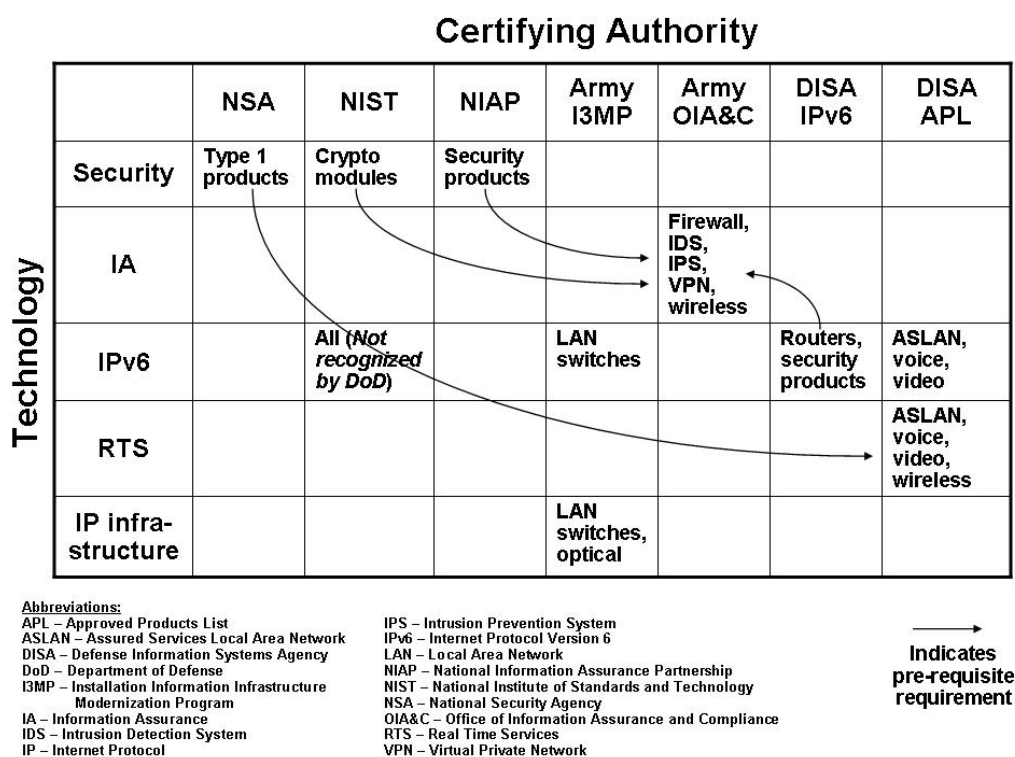 Certifying Authority
Technology
NSA
NIST
NIAP
Army
I3MP
Army
OIA&C
DISA
IPv6
DISA
APL
Security
Type 1
products
Crypto
modules
Security
products
IA
Firewall,
IDS,
IPS,
VPN,
wireless
IPv6
All (Not
recognized
by DoD)
LAN
switches
Routers,
security
products
ASLAN,
voice,
video
RTS
ASLAN,
voice,
video,
wireless
IP infra-
structure
LAN
switches,
optical
Abbreviations:
APL – Approved Products List
ASLAN – Assured Services Local Area Network
DISA – Defense Information Systems Agency
DoD – Department of Defense
I3MP – Installation Information Infrastructure
Modernization Program
IA – Information Assurance
IDS – Intrusion Detection System
IP – Internet Protocol
IPS – Intrusion Prevention System
IPv6 – Internet Protocol Version 6
LAN – Local Area Network
NIAP – National Information Assurance Partnership
NIST – National Institute of Standards and Technology
NSA – National Security Agency
OIA&C – Office of Information Assurance and Compliance
RTS – Real Time Services
VPN – Virtual Private Network
Indicates
pre-requisite
requirement